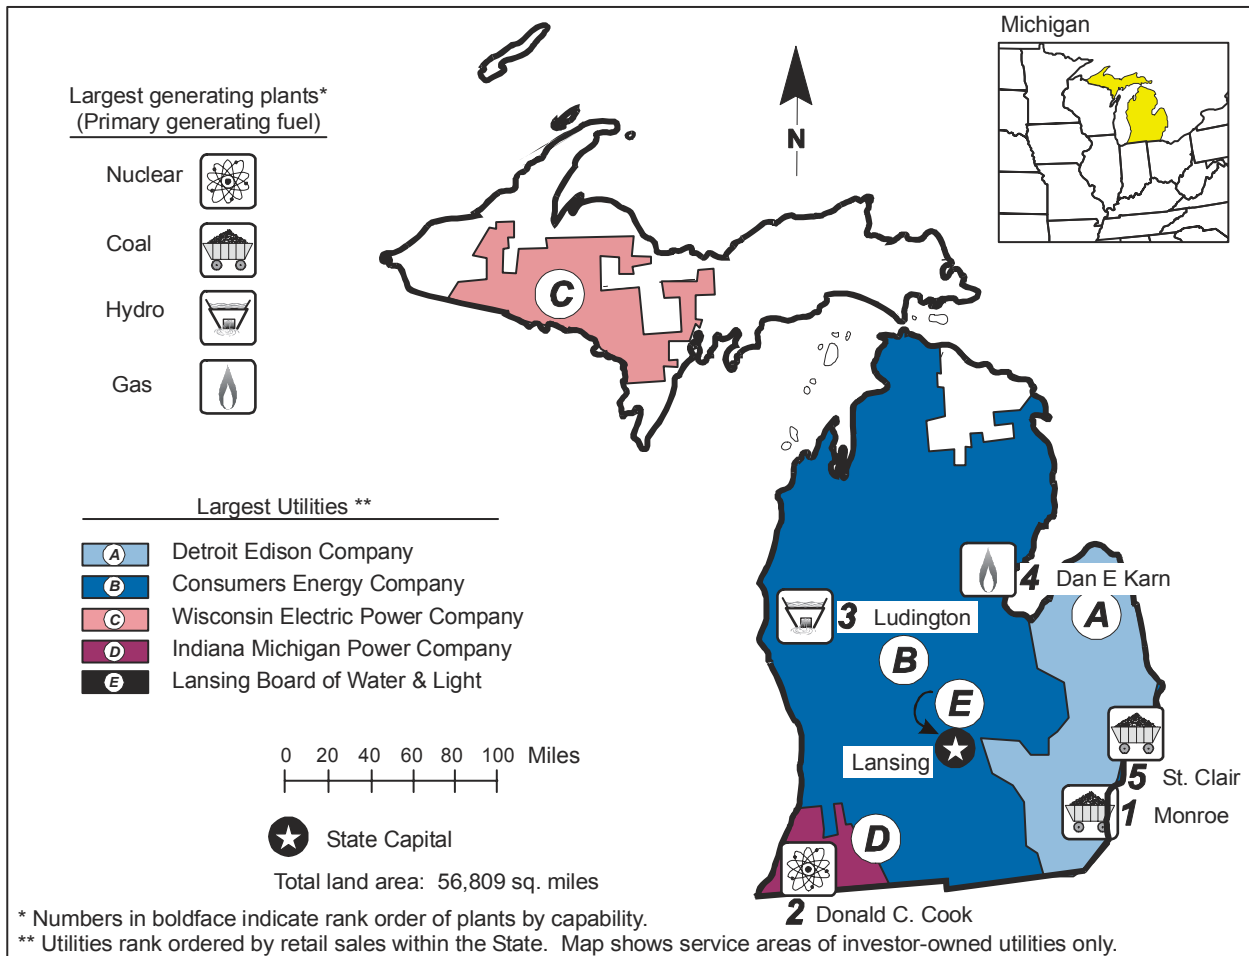 Michigan
Largest generating plants*
(Primary generating fuel)
Nuclear
Coal
Hydro
Gas
N
C
Largest Utilities **
A Detroit Edison Company
B Consumers Energy Company
C Wisconsin Electric Power Company
D Indiana Michigan Power Company
E Lansing Board of Water & Light
4 Dan E Karn
A
3 Ludington
B
E
Lansing
5 St. Clair
1 Monroe
D
2 Donald C. Cook
0 20 40 60 80 100 Miles
State Capital
Total land area: 56,809 sq. miles
* Numbers in boldface indicate rank order of plants by capability.
** Utilities rank ordered by retail sales within the State. Map shows service areas of investor-owned utilities only.